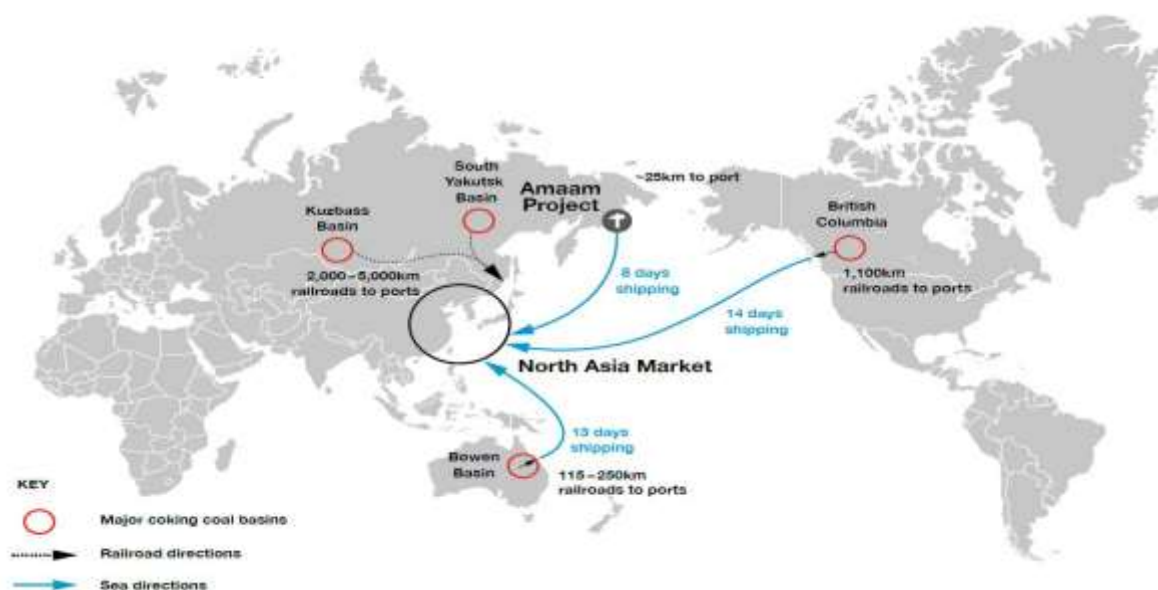 South
Yakutsk
Basin
Amaam
Project
~25km to port
Kuzbass
Basin
British
Columbia
2,000–5,000km
railroads to ports
8 days
shipping
1,100km
railroads to ports
14 days
shipping
North Asia Market
13 days
shipping
Bowen
Basin
115–250km
railroads to ports
KEY
Major coking coal basins
Railroad directions
Sea directions